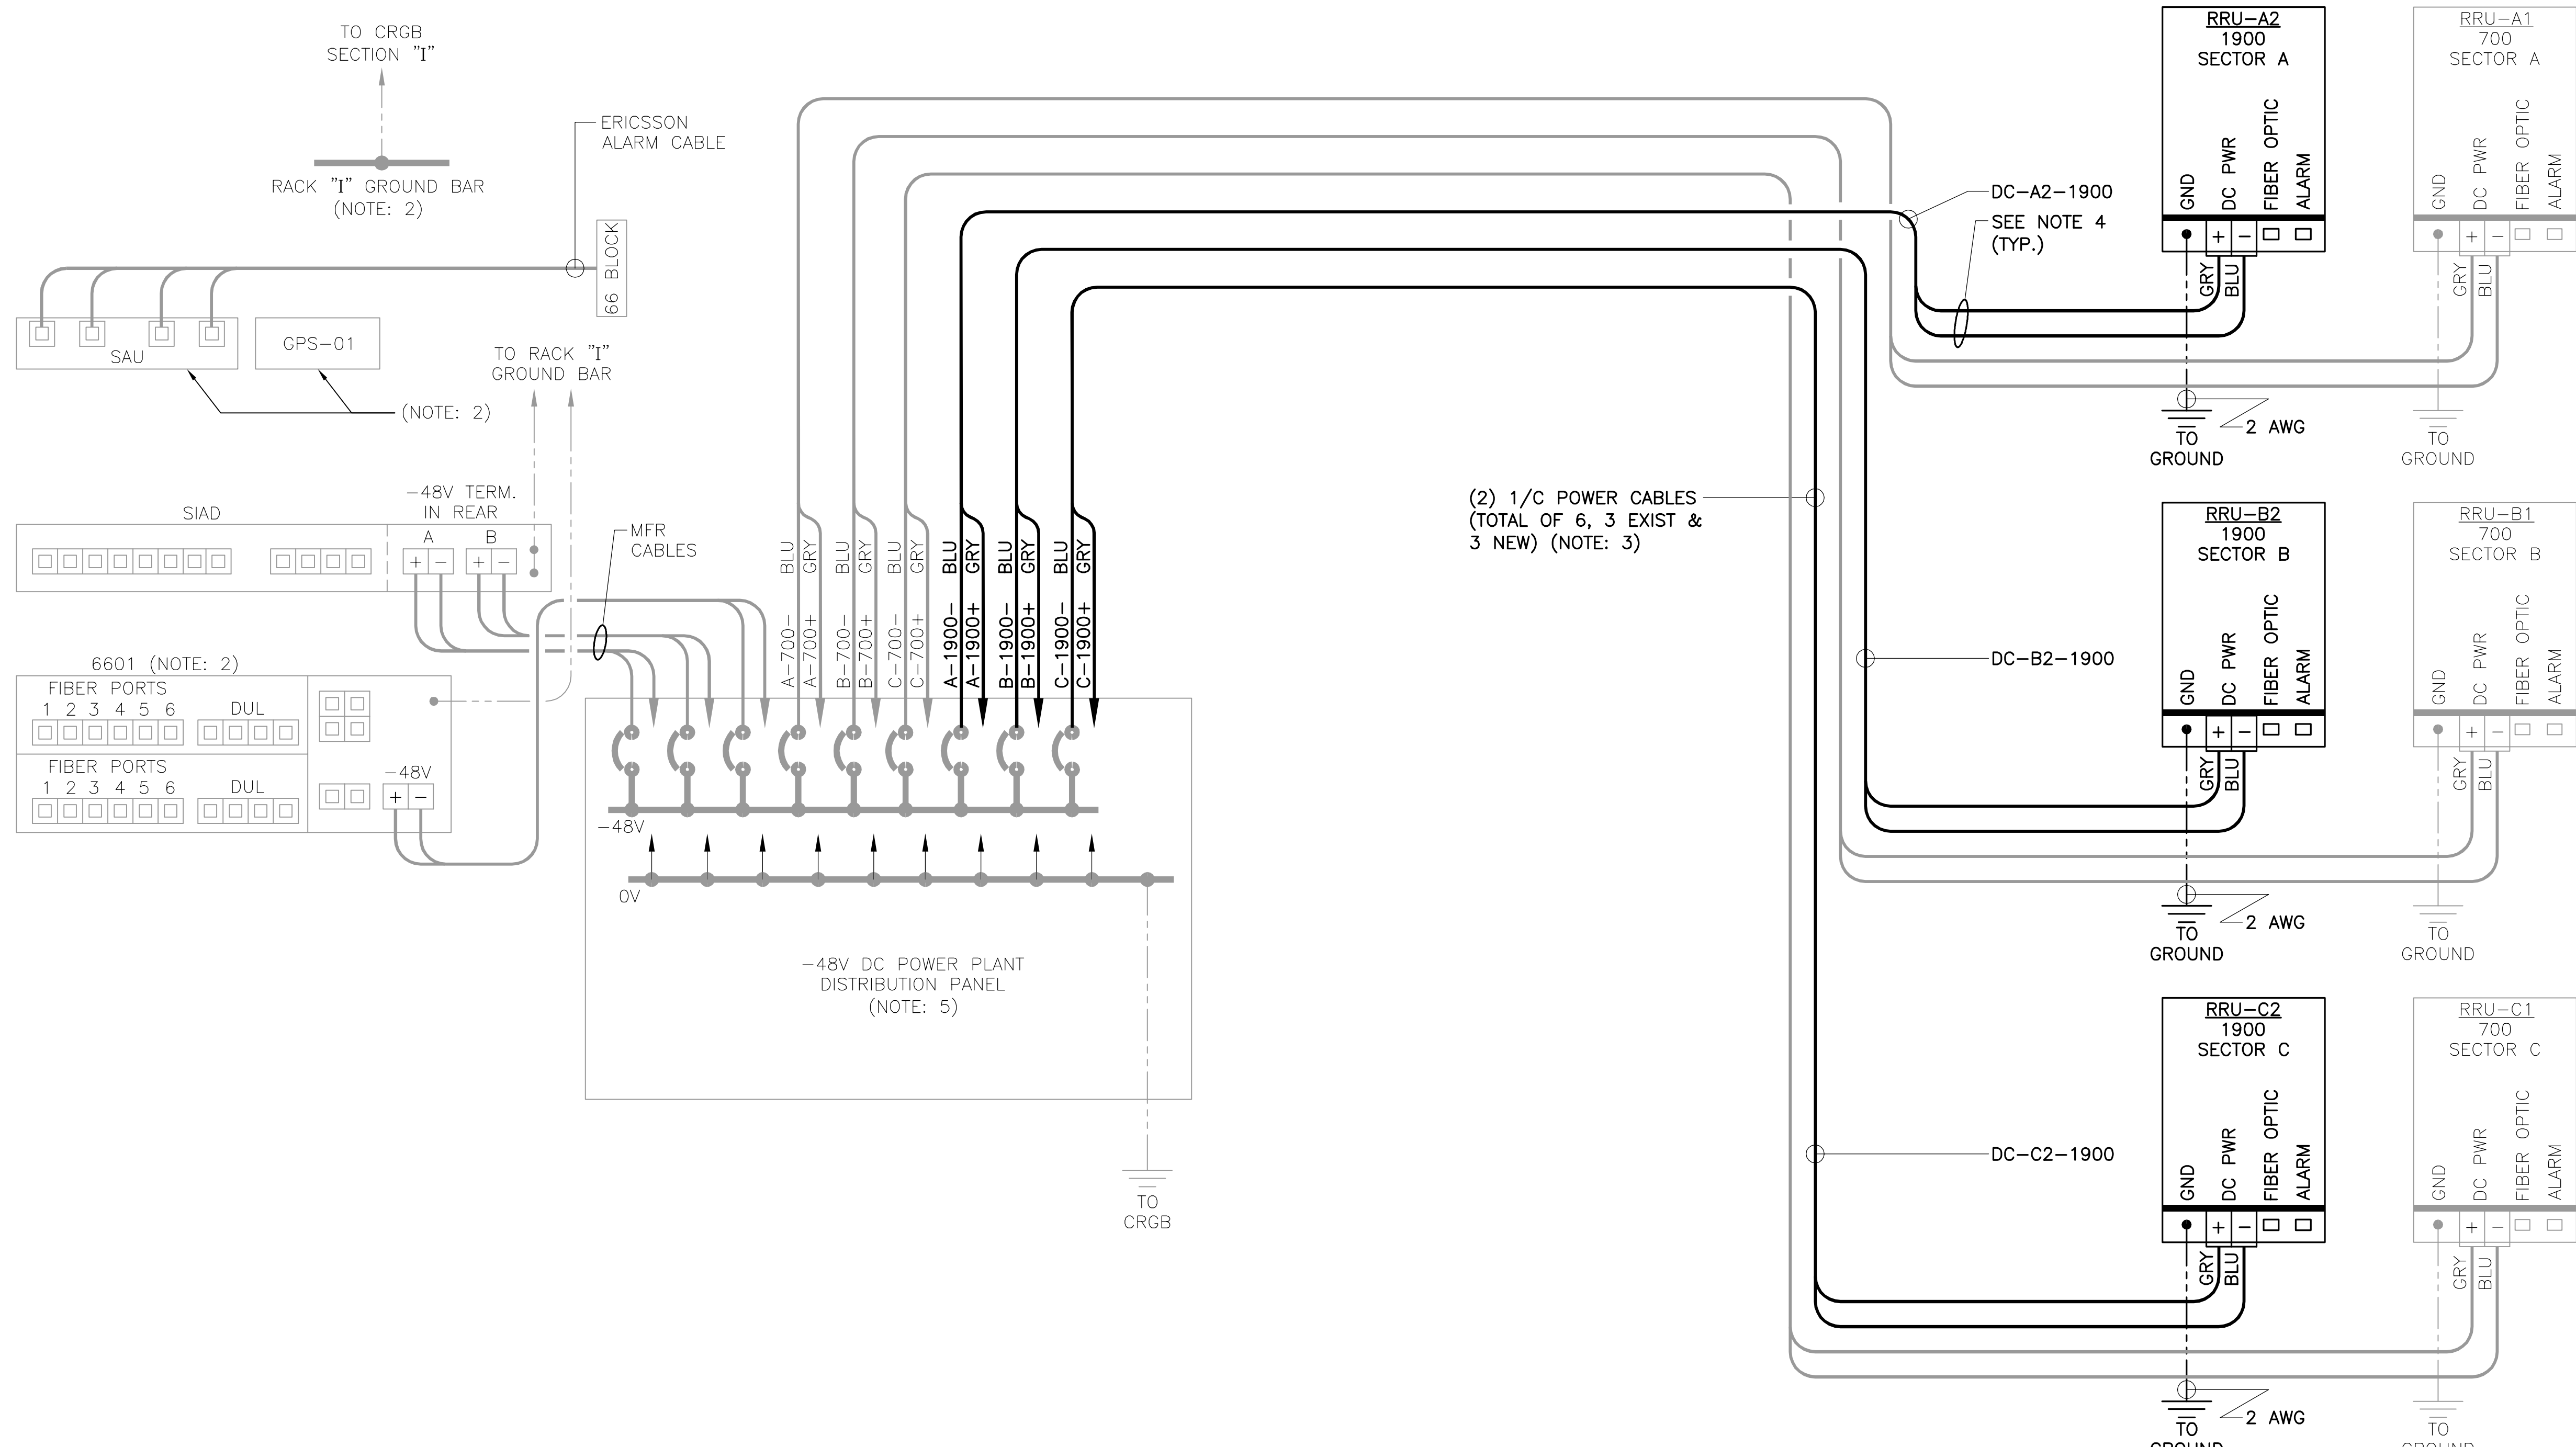 TO CRGB
SECTION "I"
RACK "I" GROUND BAR
(NOTE: 2)
ERICSSON
ALARM CABLE
66 BLOCK
SAU
GPS-01
(NOTE: 2)
TO RACK "I"
GROUND BAR
SIAD
-48V TERM.
IN REAR
A
B
+ -
+ -
MFR
CABLES
6601 (NOTE: 2)
FIBER PORTS
1 2 3 4 5 6
DUL
FIBER PORTS
1 2 3 4 5 6
DUL
-48V
+ -
BLU
GRY
BLU
GRY
BLU
GRY
BLU
GRY
BLU
GRY
BLU
GRY
A-700-
A-700+
B-700-
B-700+
C-700-
C-700+
A-1900-
A-1900+
B-1900-
B-1900+
C-1900-
C-1900+
-48V
0V
-48V DC POWER PLANT
DISTRIBUTION PANEL
(NOTE: 5)
TO
CRGB
(2) 1/C POWER CABLES
(TOTAL OF 6, 3 EXIST &
3 NEW) (NOTE: 3)
DC-A2-1900
SEE NOTE 4
(TYP.)
DC-B2-1900
DC-C2-1900
RRU-A2
1900
SECTOR A
GND
DC PWR
FIBER OPTIC
ALARM
+ -
GRY
BLU
2 AWG
TO
GROUND
RRU-A1
700
SECTOR A
GND
DC PWR
FIBER OPTIC
ALARM
+ -
GRY
BLU
TO
GROUND
RRU-B2
1900
SECTOR B
GND
DC PWR
FIBER OPTIC
ALARM
+ -
GRY
BLU
2 AWG
TO
GROUND
RRU-B1
700
SECTOR B
GND
DC PWR
FIBER OPTIC
ALARM
+ -
GRY
BLU
TO
GROUND
RRU-C2
1900
SECTOR C
GND
DC PWR
FIBER OPTIC
ALARM
+ -
GRY
BLU
2 AWG
TO
GROUND
RRU-C1
700
SECTOR C
GND
DC PWR
FIBER OPTIC
ALARM
+ -
GRY
BLU
TO
GROUND